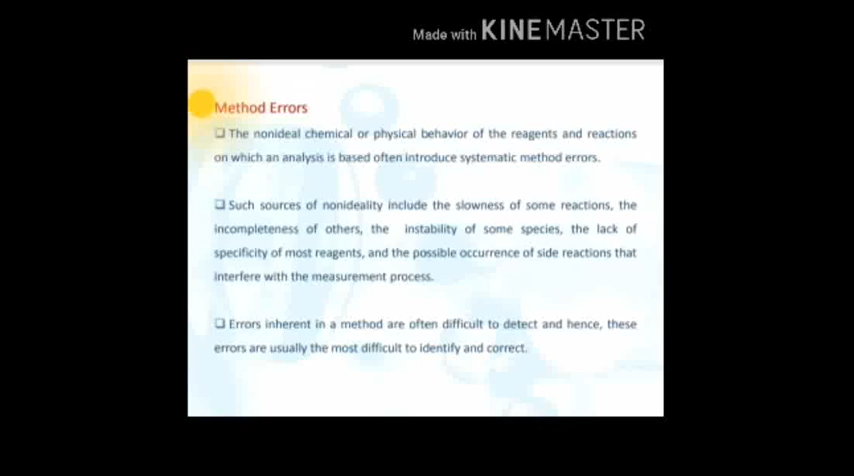 Made with KINEMASTER
Method Errors
❑ The nonideal chemical or physical behavior of the reagents and reactions
on which an analysis is based often introduce systematic method errors.
❑ Such sources of nonideality include the slowness of some reactions, the
incompleteness of others, the instability of some species, the lack of
specificity of most reagents, and the possible occurrence of side reactions that
interfere with the measurement process.
❑ Errors inherent in a method are often difficult to detect and hence, these
errors are usually the most difficult to identify and correct.